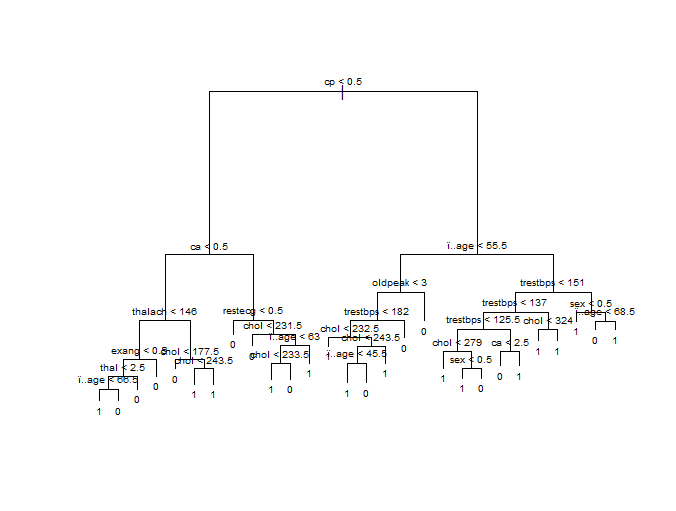 cp < 0.5
ca < 0.5
ï..age < 55.5
oldpeak < 3
trestbps < 151
thalach < 146
restecg < 0.5
trestbps < 182
trestbps < 137
sex < 0.5
ï..age < 68.5
chol < 231.5
0
chol < 232.5
0
trestbps < 125.5
chol < 324
1
0
1
exang < 0.5
chol < 177.5
chol < 243.5
0
ï..age < 63
chol < 233.5
1
chol < 243.5
1
ï..age < 45.5
1
chol < 279
ca < 2.5
1
1
thal < 2.5
0
0
1
1
1
0
1
0
1
sex < 0.5
0
1
ï..age < 66.5
0
1
0
1
0